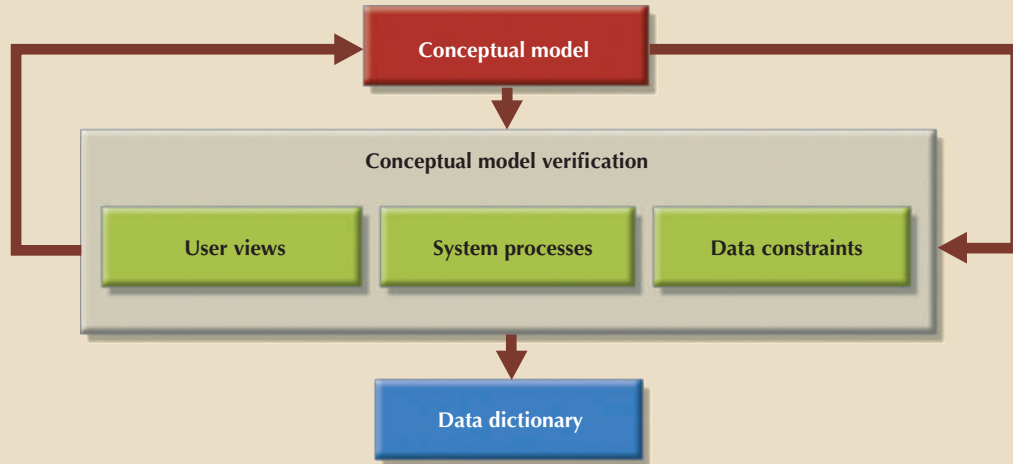 Conceptual model
Conceptual model verification
User views
System processes
Data constraints
Data dictionary